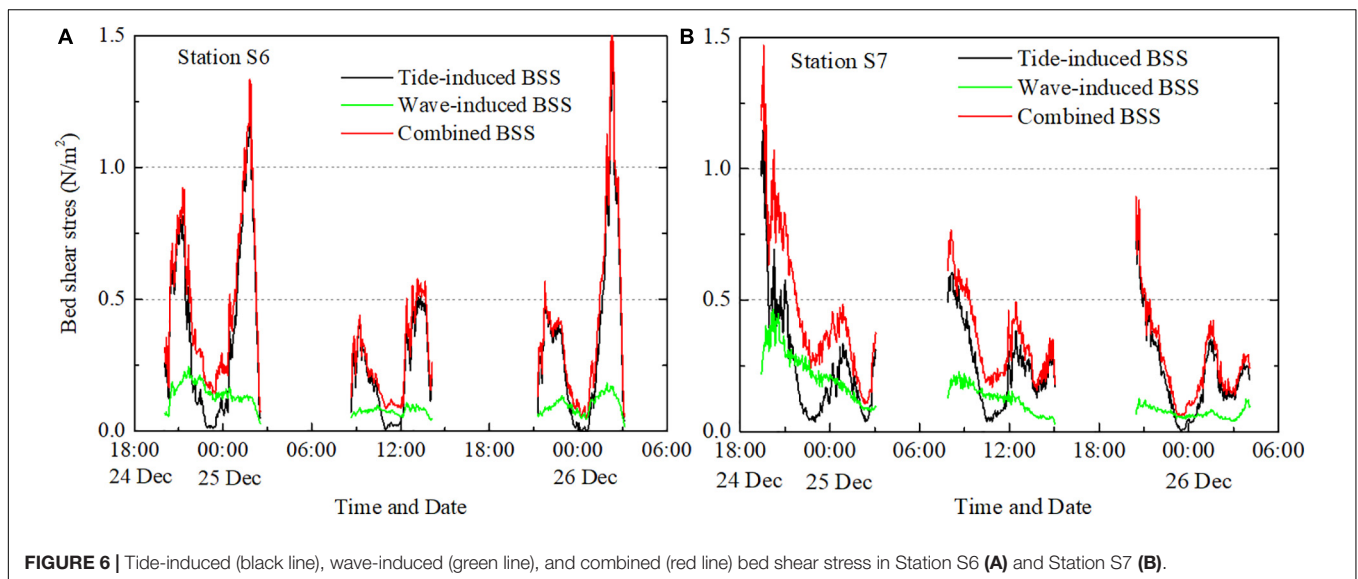 A
Station S6
Tide-induced BSS
Wave-induced BSS
Combined BSS
Bed shear stres (N/m²)
1.5
1.0
0.5
0.0
18:00 00:00 06:00 12:00 18:00 00:00 06:00
24 Dec 25 Dec 26 Dec
Time and Date
B
Station S7
Tide-induced BSS
Wave-induced BSS
Combined BSS
1.5
1.0
0.5
0.0
18:00 00:00 06:00 12:00 18:00 00:00 06:00
24 Dec 25 Dec 26 Dec
Time and Date
FIGURE 6 | Tide-induced (black line), wave-induced (green line), and combined (red line) bed shear stress in Station S6 (A) and Station S7 (B).